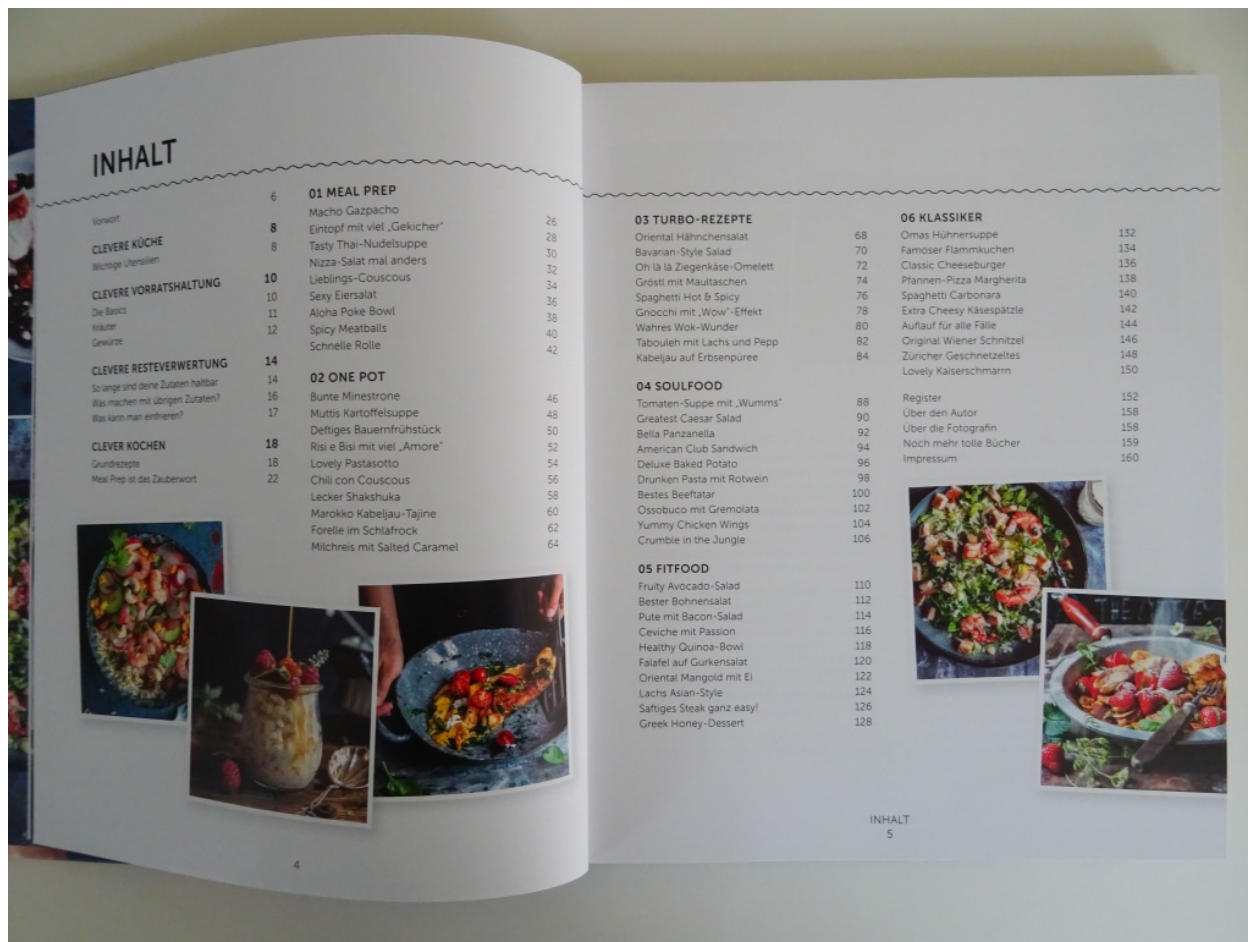 INHALT
Vorwort 6
CLEVERE KÜCHE 8
Wichtige Utensilien 8
CLEVERE VORRATSHALTUNG 10
Die Basics 10
Kräuter 11
Gewürze 12
CLEVERE RESTEVERWERTUNG 14
So lange sind deine Zutaten haltbar 14
Was machen mit übrigen Zutaten? 16
Was kann man einfrieren? 17
CLEVER KOCHEN 18
Grundrezepte 18
Meal Prep ist das Zauberwort 22
01 MEAL PREP
Macho Gazpacho 26
Eintopf mit viel „Gekicher“ 28
Tasty Thai-Nudelsuppe 30
Nizza-Salat mal anders 32
Lieblings-Couscous 34
Sexy Eiersalat 36
Aloha Poke Bowl 38
Spicy Meatballs 40
Schnelle Rolle 42
02 ONE POT
Bunte Minestrone 46
Muttis Kartoffelsuppe 48
Deftiges Bauernfrühstück 50
Risi e Bisi mit viel „Amore“ 52
Lovely Pastasotto 54
Chili con Couscous 56
Lecker Shakshuka 58
Marokko Kabeljau-Tajine 60
Forelle im Schlafrock 62
Milchreis mit Salted Caramel 64
4
03 TURBO-REZEPTE
Oriental Hähnchensalat 68
Bavarian-Style Salad 70
Oh là là Ziegenkäse-Omelett 72
Gröstl mit Maultaschen 74
Spaghetti Hot & Spicy 76
Gnocchi mit „Wow“-Effekt 78
Wahres Wok-Wunder 80
Tabouleh mit Lachs und Pepp 82
Kabeljau auf Erbsenpüree 84
04 SOULFOOD
Tomaten-Suppe mit „Wumms“ 88
Greatest Caesar Salad 90
Bella Panzanella 92
American Club Sandwich 94
Deluxe Baked Potato 96
Drunken Pasta mit Rotwein 98
Bestes Beeftatar 100
Ossobuco mit Gremolata 102
Yummy Chicken Wings 104
Crumble in the Jungle 106
05 FITFOOD
Fruity Avocado-Salad 110
Bester Bohnensalat 112
Pute mit Bacon-Salad 114
Ceviche mit Passion 116
Healthy Quinoa-Bowl 118
Falafel auf Gurkensalat 120
Oriental Mangold mit Ei 122
Lachs Asian-Style 124
Saftiges Steak ganz easy! 126
Greek Honey-Dessert 128
06 KLASSIKER
Omas Hühnersuppe 132
Famoser Flammkuchen 134
Classic Cheeseburger 136
Pfannen-Pizza Margherita 138
Spaghetti Carbonara 140
Extra Cheesy Käsespätzle 142
Auflauf für alle Fälle 144
Original Wiener Schnitzel 146
Züricher Geschnetzeltes 148
Lovely Kaiserschmarrn 150
Register 152
Über den Autor 158
Über die Fotografin 158
Noch mehr tolle Bücher 159
Impressum 160
THE
INHALT
5